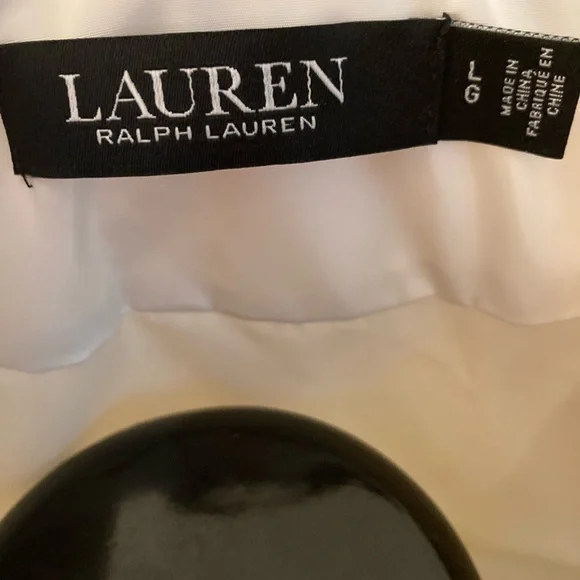 LAUREN
RALPH LAUREN
L
G
MADE IN
CHINA
FABRIQUÉ EN
CHINE